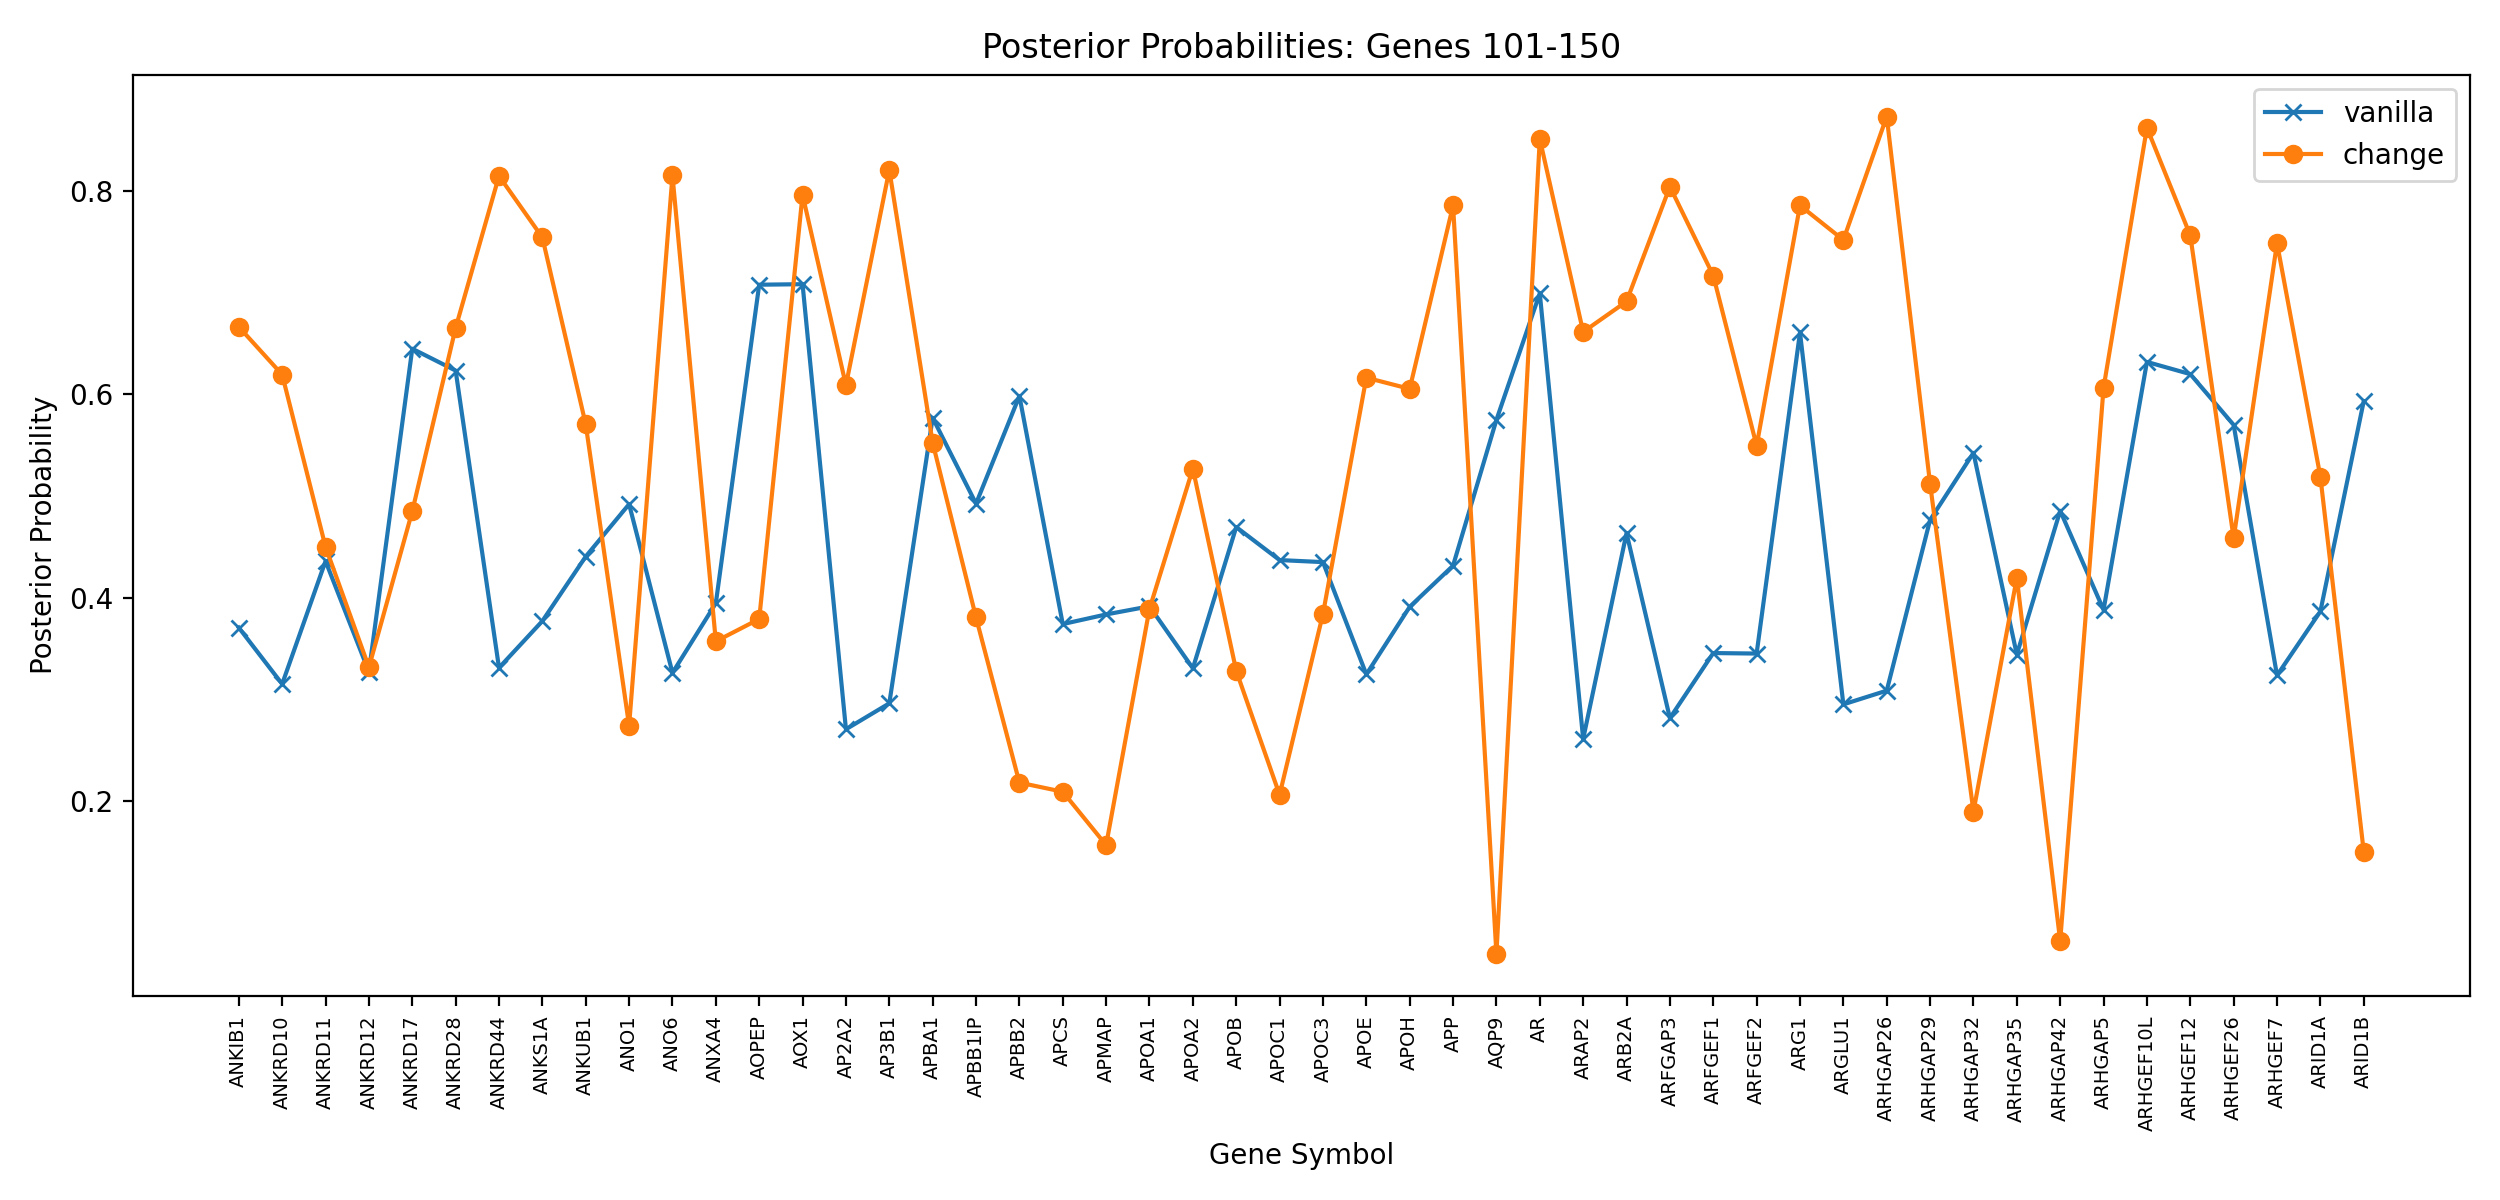 Posterior Probabilities: Genes 101-150
vanilla
change
Posterior Probability
0.8
0.6
0.4
0.2
ANKIB1
ANKRD10
ANKRD11
ANKRD12
ANKRD17
ANKRD28
ANKRD44
ANKS1A
ANKUB1
ANO1
ANO6
ANXA4
AOPEP
AOX1
AP2A2
AP3B1
APBA1
APBB1IP
APBB2
APCS
APMAP
APOA1
APOA2
APOB
APOC1
APOC3
APOE
APOH
APP
AQP9
AR
ARAP2
ARB2A
ARFGAP3
ARFGEF1
ARFGEF2
ARG1
ARGLU1
ARHGAP26
ARHGAP29
ARHGAP32
ARHGAP35
ARHGAP42
ARHGAP5
ARHGEF10L
ARHGEF12
ARHGEF26
ARHGEF7
ARID1A
ARID1B
Gene Symbol